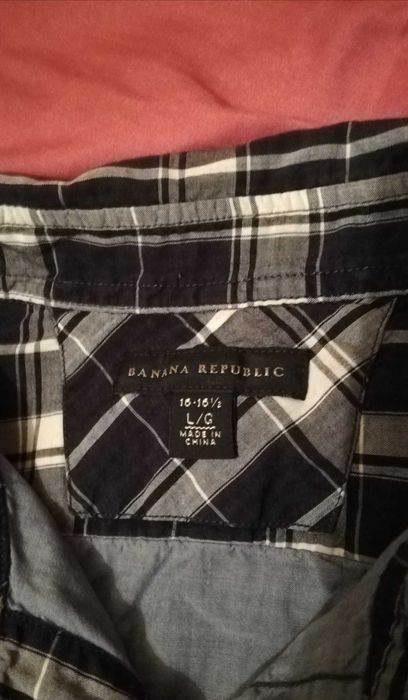 BANANA REPUBLIC
16-16½
L/G
MADE IN
CHINA